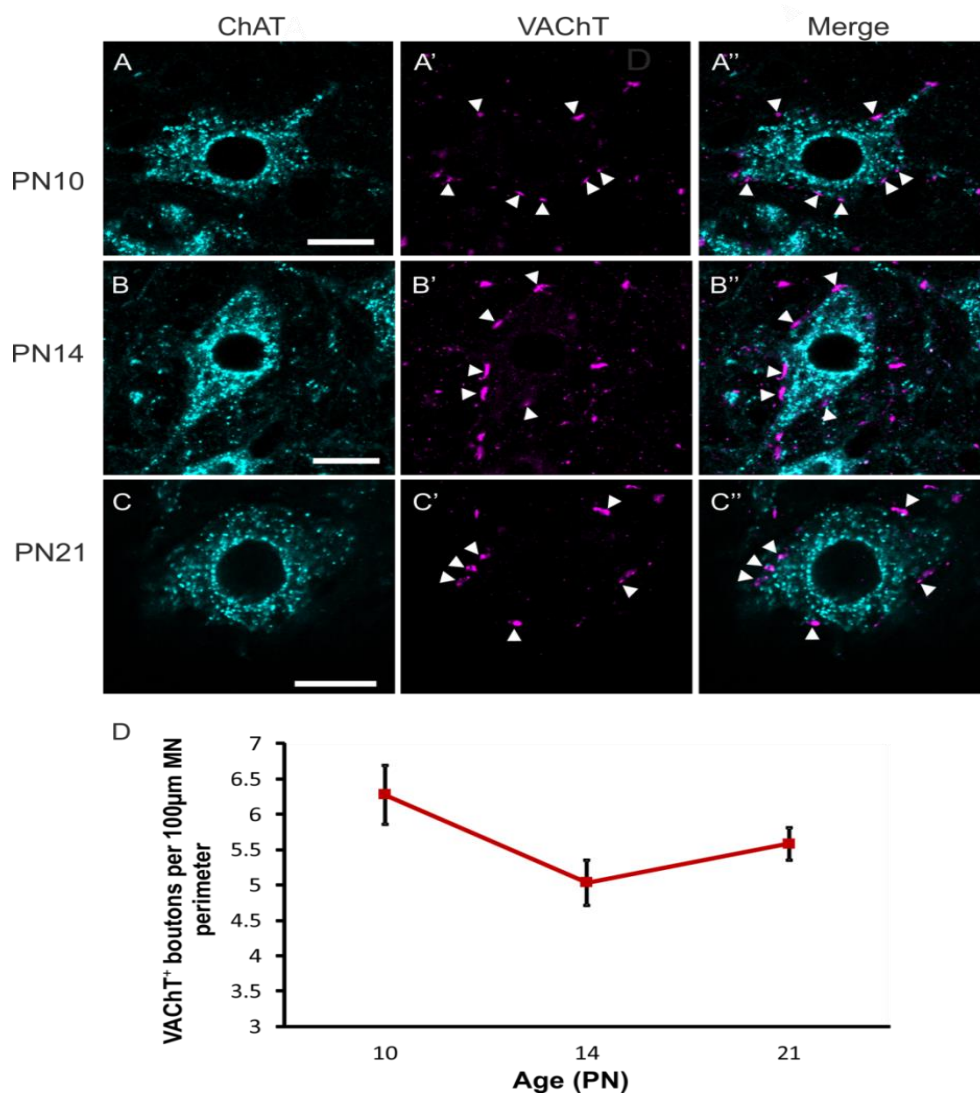 ChAT VAChT Merge
PN10
A A' D A''
PN14
B B' B''
PN21
C C' C''
D
VAChT⁺ boutons per 100µm MN
perimeter
7
6.5
6
5.5
5
4.5
4
3.5
3
10 14 21
Age (PN)